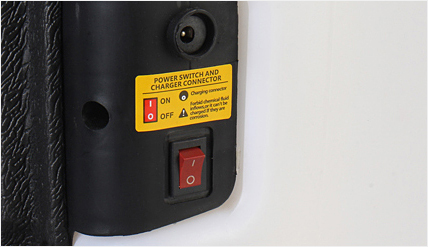 POWER SWITCH AND
CHARGER CONNECTOR
I ON
O OFF
Charging connector
Forbid chemical fluid
inflows,or it can't be
charged if they are
corrosion.
I
O